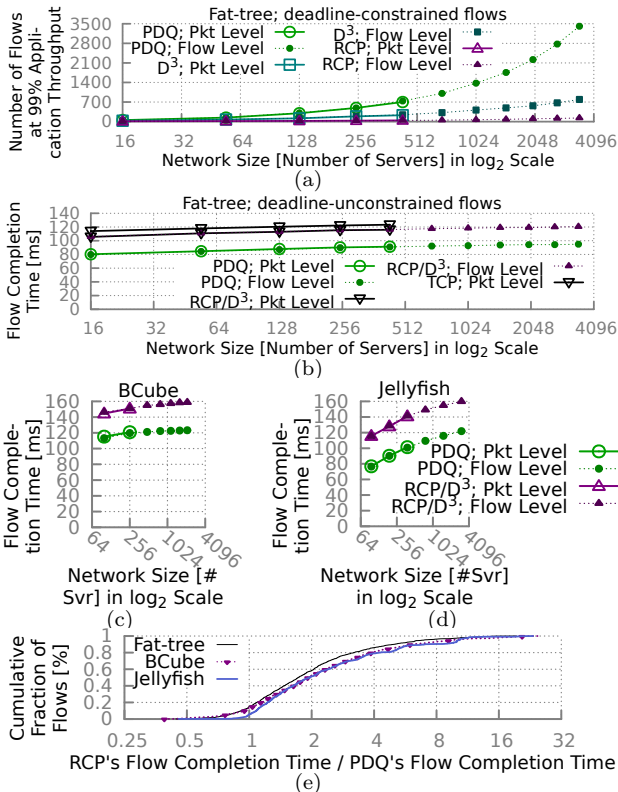 Fat-tree; deadline-constrained flows
Number of Flows
at 99% Appli-
cation Throughput
3500
2800
2100
1400
700
0
PDQ; Pkt Level
PDQ; Flow Level
D³; Pkt Level
D³; Flow Level
RCP; Pkt Level
RCP; Flow Level
16 32 64 128 256 512 1024 2048 4096
Network Size [Number of Servers] in log₂ Scale
(a)
Fat-tree; deadline-unconstrained flows
Flow Completion
Time [ms]
140
120
100
80
60
40
20
0
PDQ; Pkt Level
PDQ; Flow Level
RCP/D³; Pkt Level
RCP/D³; Flow Level
TCP; Pkt Level
16 32 64 128 256 512 1024 2048 4096
Network Size [Number of Servers] in log₂ Scale
(b)
BCube
Flow Comple-
tion Time [ms]
160
140
120
100
80
60
40
20
0
64 256 1024 4096
Network Size [#
Svr] in log₂ Scale
(c)
Jellyfish
Flow Comple-
tion Time [ms]
160
140
120
100
80
60
40
20
0
PDQ; Pkt Level
PDQ; Flow Level
RCP/D³; Pkt Level
RCP/D³; Flow Level
64 256 1024 4096
Network Size [#Svr]
in log₂ Scale
(d)
Cumulative
Fraction of
Flows [%]
1
0.8
0.6
0.4
0.2
0
Fat-tree
BCube
Jellyfish
0.25 0.5 1 2 4 8 16 32
RCP's Flow Completion Time / PDQ's Flow Completion Time
(e)